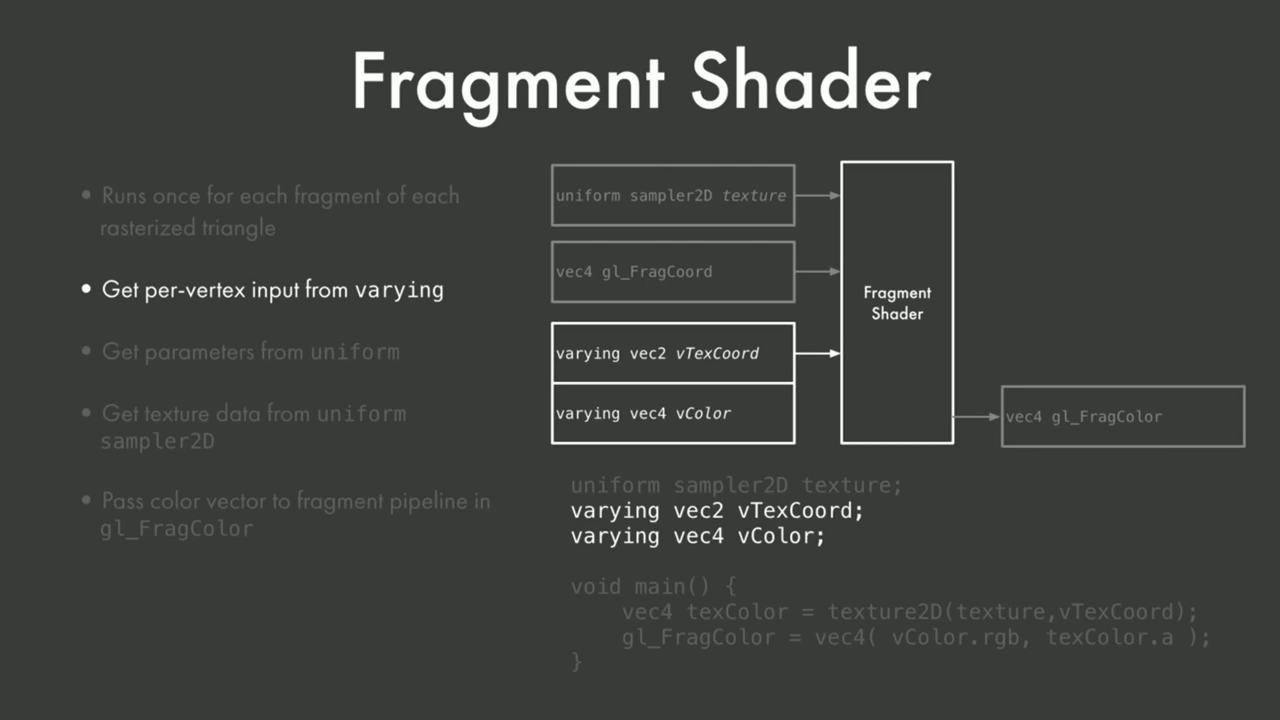 Fragment Shader
• Runs once for each fragment of each
rasterized triangle
• Get per-vertex input from varying
• Get parameters from uniform
• Get texture data from uniform
sampler2D
• Pass color vector to fragment pipeline in
gl_FragColor
uniform sampler2D texture
vec4 gl_FragCoord
varying vec2 vTexCoord
varying vec4 vColor
Fragment
Shader
vec4 gl_FragColor
uniform sampler2D texture;
varying vec2 vTexCoord;
varying vec4 vColor;
void main() {
vec4 texColor = texture2D(texture,vTexCoord);
gl_FragColor = vec4( vColor.rgb, texColor.a );
}